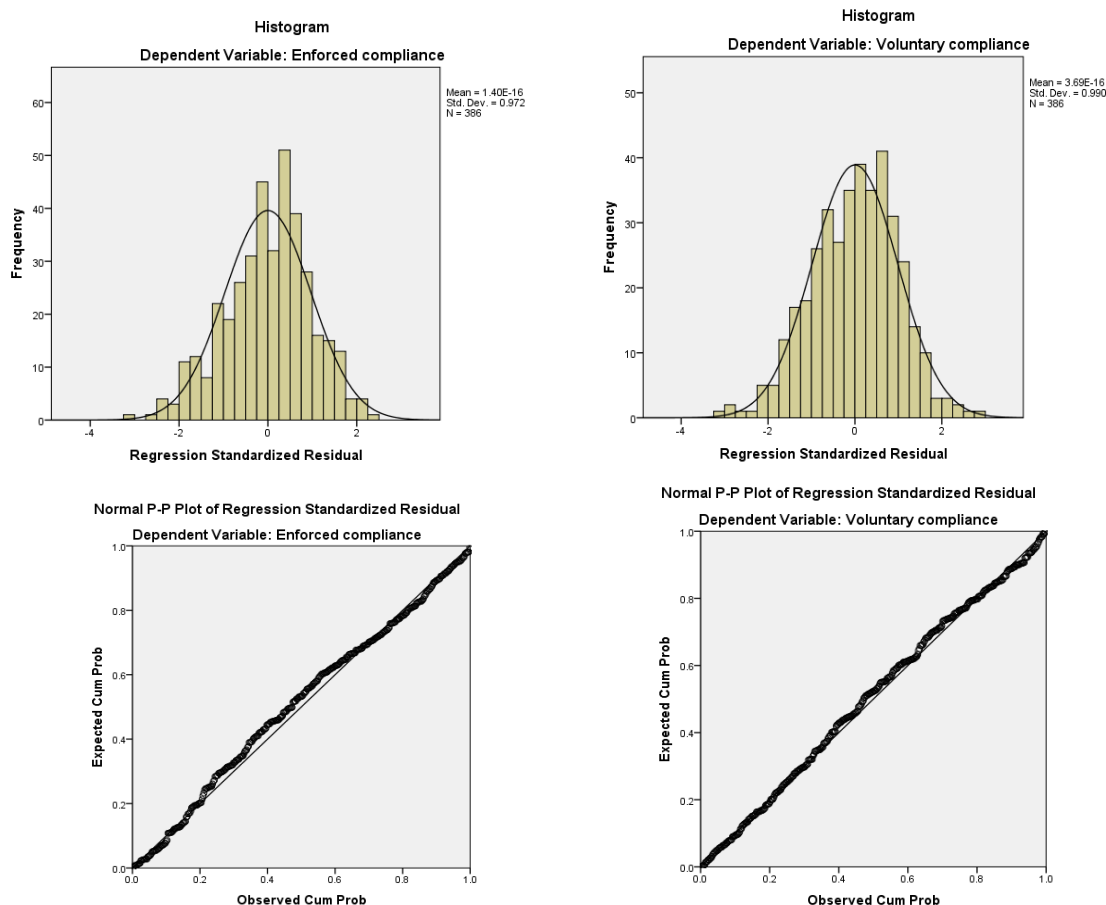 Histogram
Dependent Variable: Enforced compliance
Mean = 1.40E-16
Std. Dev. = 0.972
N = 386
60
50
40
30
20
10
0
Frequency
-4 -2 0 2
Regression Standardized Residual
Histogram
Dependent Variable: Voluntary compliance
Mean = 3.69E-16
Std. Dev. = 0.990
N = 386
50
40
30
20
10
0
Frequency
-4 -2 0 2
Regression Standardized Residual
Normal P-P Plot of Regression Standardized Residual
Dependent Variable: Enforced compliance
1.0
0.8
0.6
0.4
0.2
0.0
Expected Cum Prob
0.0 0.2 0.4 0.6 0.8 1.0
Observed Cum Prob
Normal P-P Plot of Regression Standardized Residual
Dependent Variable: Voluntary compliance
1.0
0.8
0.6
0.4
0.2
0.0
Expected Cum Prob
0.0 0.2 0.4 0.6 0.8 1.0
Observed Cum Prob